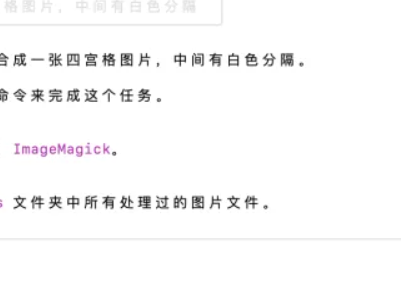 格图片，中间有白色分隔
合成一张四宫格图片，中间有白色分隔。
命令来完成这个任务。
ImageMagick。
s 文件夹中所有处理过的图片文件。